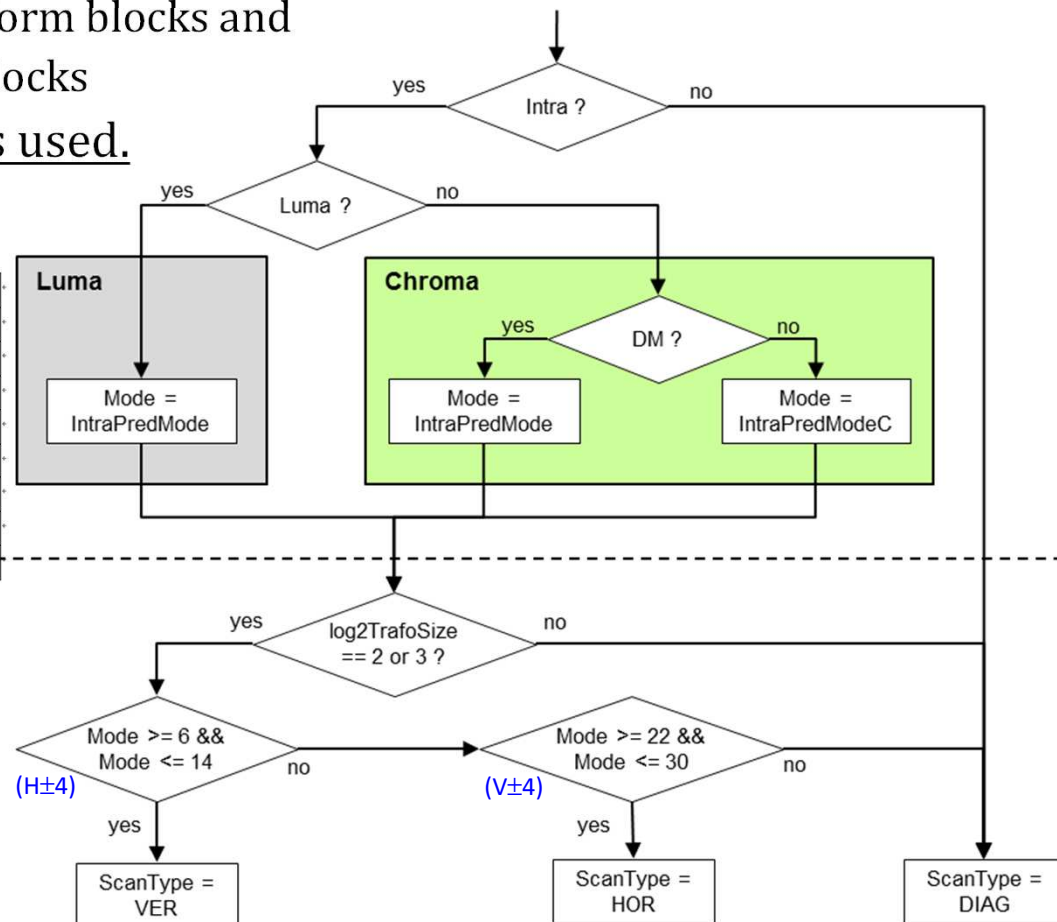 orm blocks and
ocks
s used.
Intra ?
yes
no
Luma ?
yes
no
Luma
Chroma
DM ?
yes
no
Mode =
IntraPredMode
Mode =
IntraPredMode
Mode =
IntraPredModeC
log2TrafoSize
== 2 or 3 ?
yes
no
Mode >= 6 &&
Mode <= 14
(H±4)
no
yes
Mode >= 22 &&
Mode <= 30
(V±4)
no
yes
ScanType =
VER
ScanType =
HOR
ScanType =
DIAG